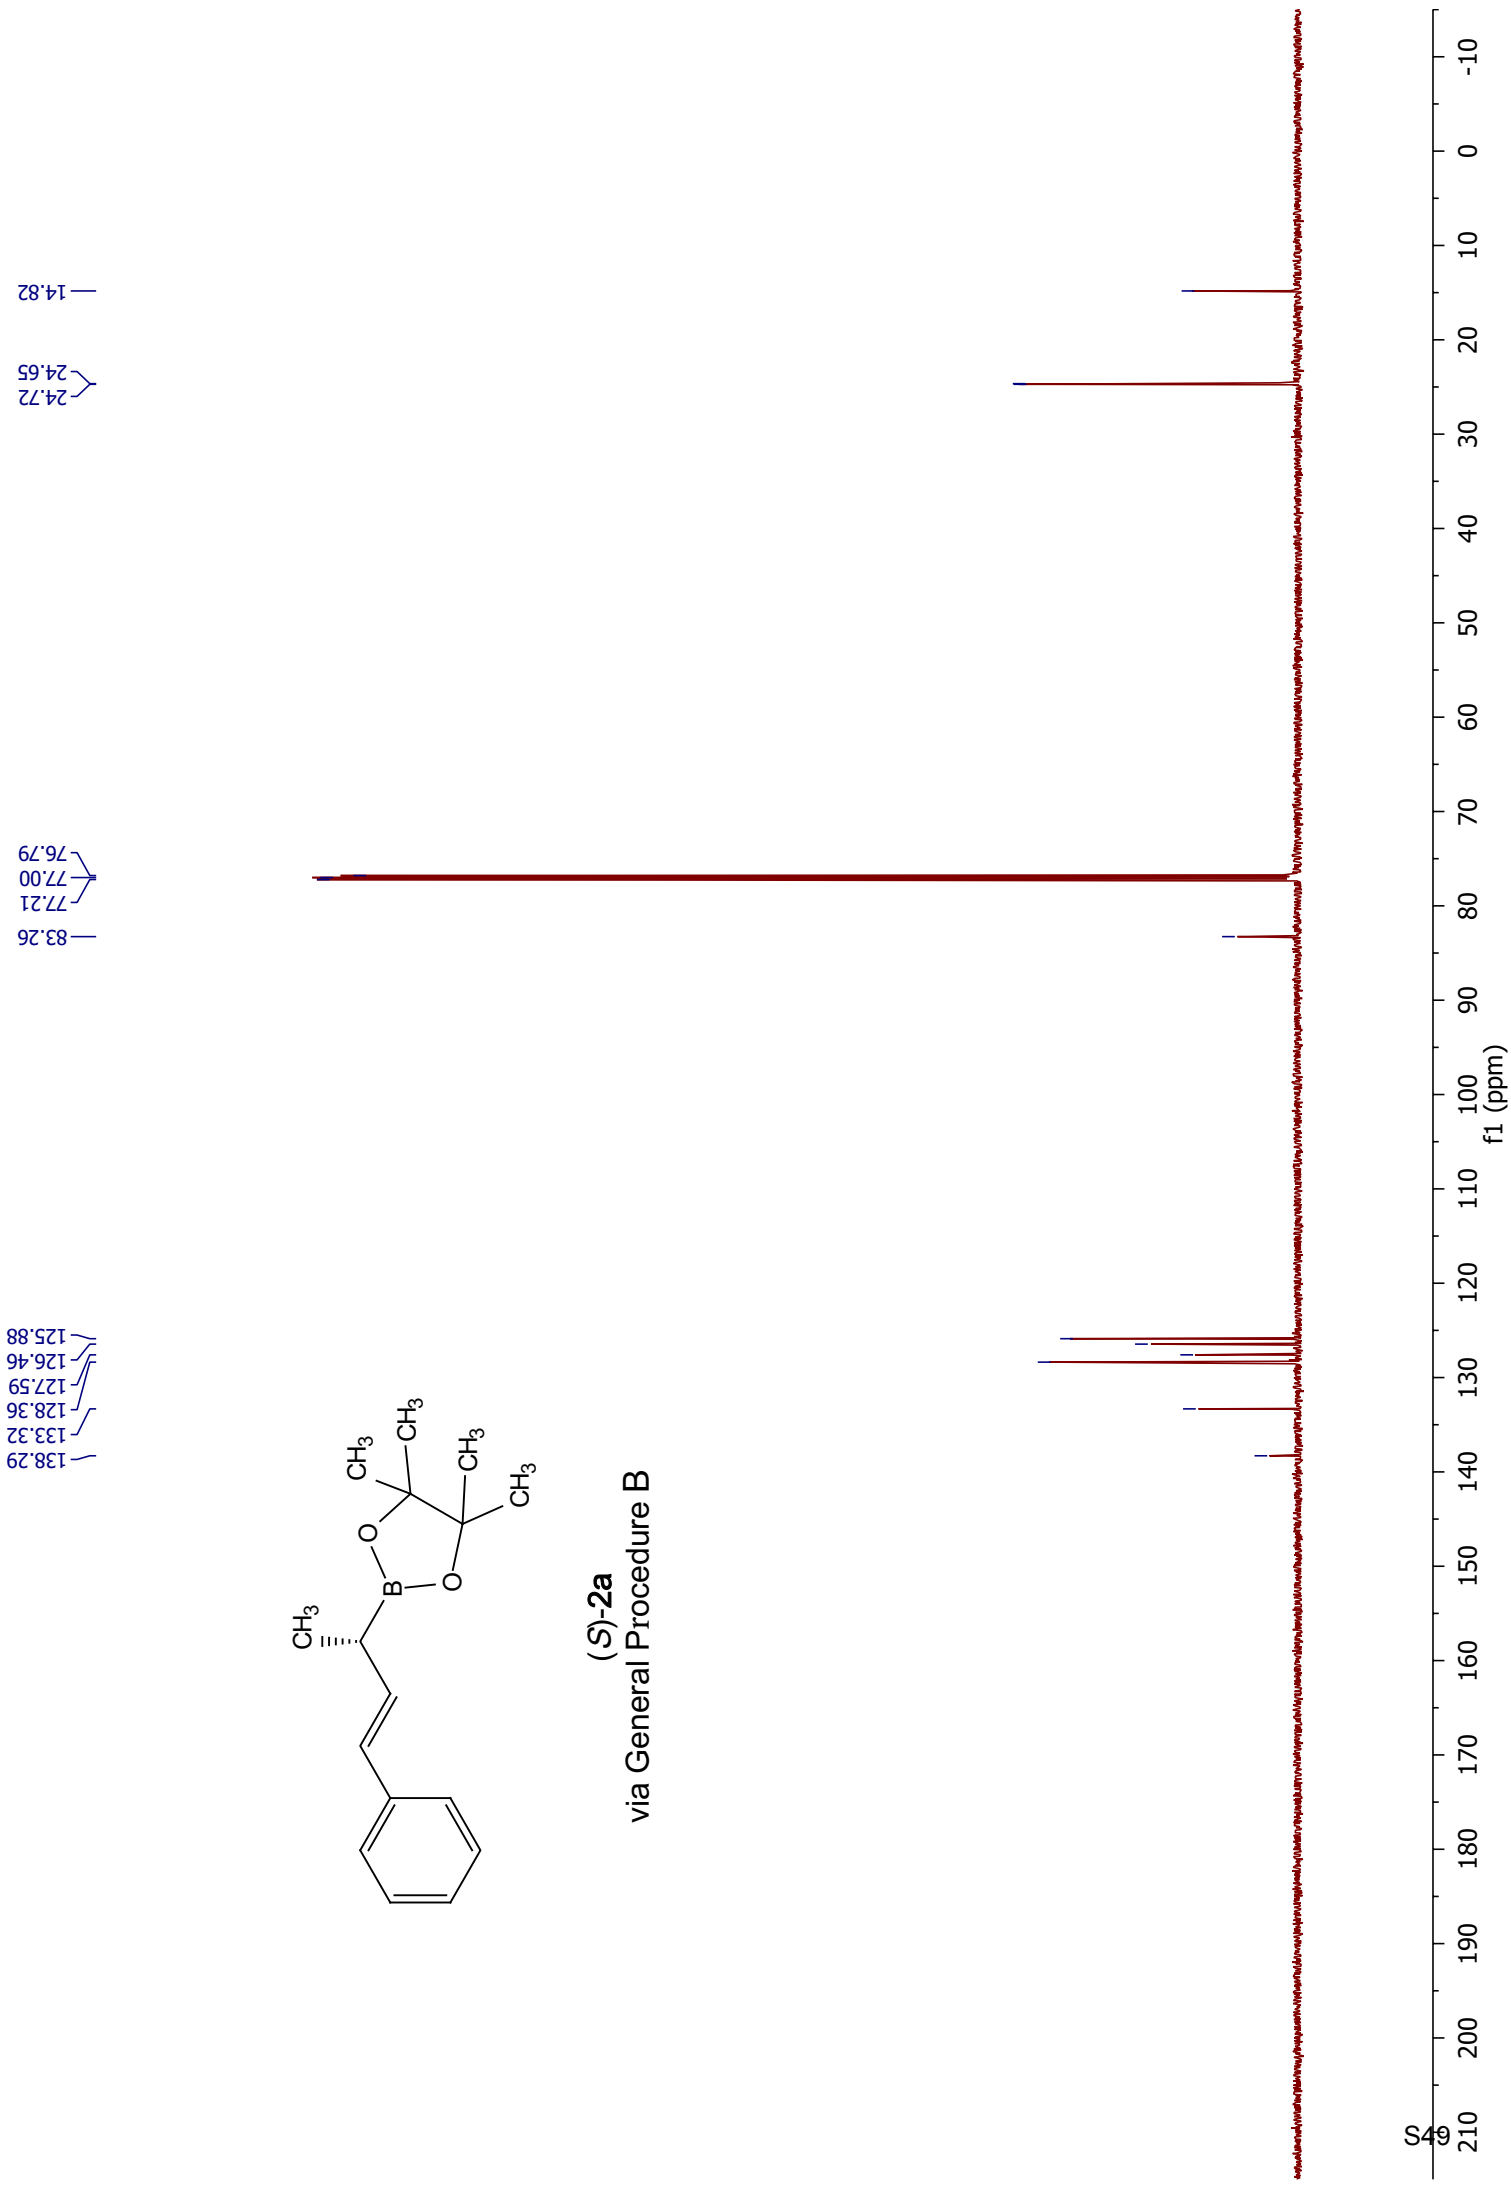 138.29
133.32
128.36
127.59
126.46
125.88
83.26
77.21
77.00
76.79
24.72
24.65
14.82
CH3
B
O
O
CH3
CH3
CH3
CH3
(S)-2a
via General Procedure B
210 200 190 180 170 160 150 140 130 120 110 100 90 80 70 60 50 40 30 20 10 0 -10
f1 (ppm)
S49